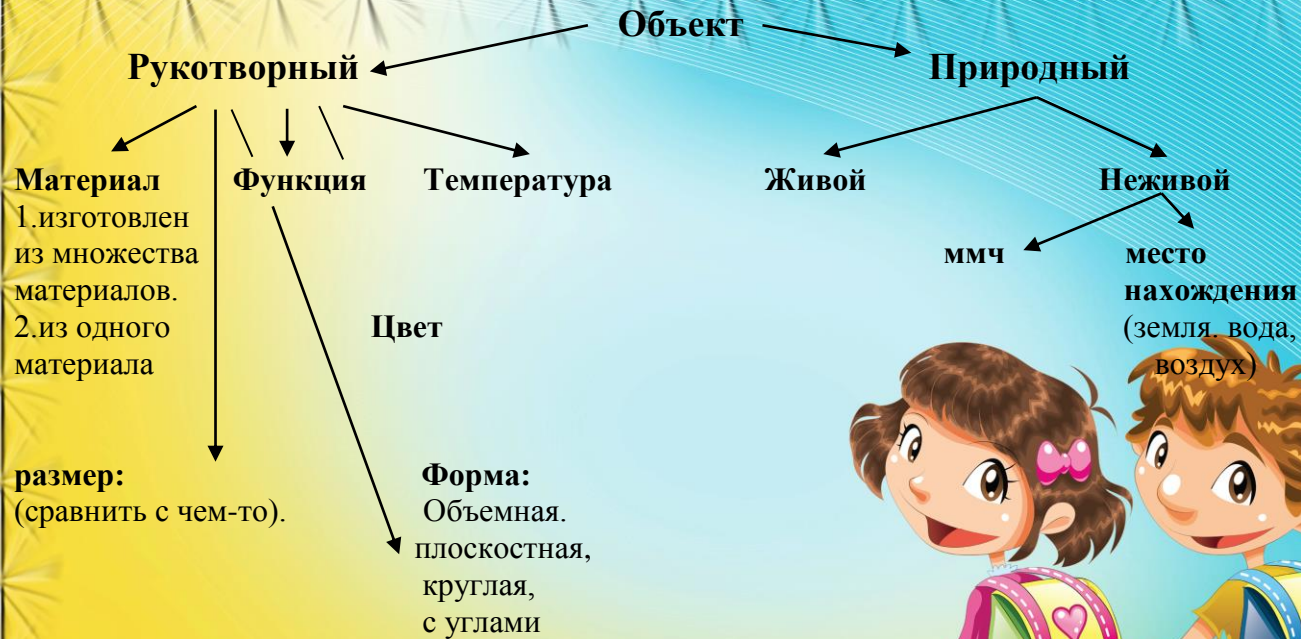 Объект
Рукотворный
Природный
Материал
1.изготовлен
из множества
материалов.
2.из одного
материала
Функция
Температура
Живой
Неживой
ммч
место
нахождения
(земля. вода,
воздух)
Цвет
размер:
(сравнить с чем-то).
Форма:
Объемная.
плоскостная,
круглая,
с углами